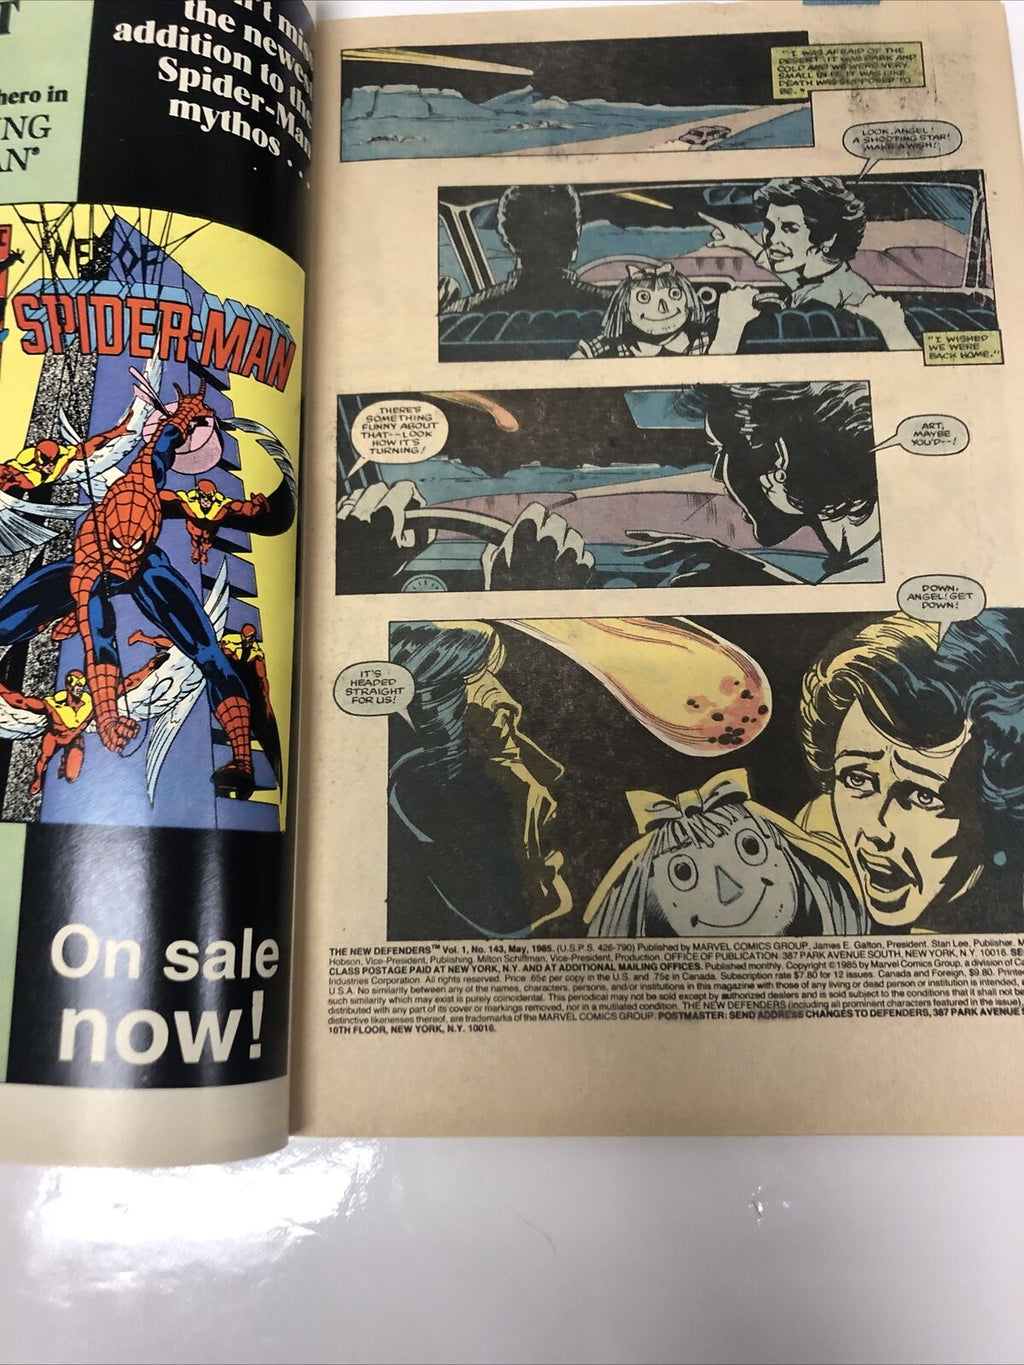 T
hero in
NG
AN®
n't miss
the newest
addition to the
Spider-Man
mythos . . .
WEB OF
SPIDER-MAN
On sale
now!
"I WAS AFRAID OF THE
DESERT. IT WAS DARK AND
COLD AND WE WERE VERY
SMALL IN IT. IT WAS LIKE
DEATH WAS SUPPOSED TO
BE."
LOOK, ANGEL!
A SHOOTING STAR!
MAKE A WISH!
"I WISHED
WE WERE
BACK HOME."
THERE'S
SOMETHING
FUNNY ABOUT
THAT--LOOK
HOW IT'S
TURNING!
ART,
MAYBE
YOU'D--!
DOWN,
ANGEL! GET
DOWN!
IT'S
HEADED
STRAIGHT
FOR US!
THE NEW DEFENDERS™ Vol. 1, No. 143, May, 1985. (U.S.P.S. 426-790) Published by MARVEL COMICS GROUP, James E. Galton, President. Stan Lee, Publisher. M
Hobson, Vice-President, Publishing. Milton Schiffman, Vice-President, Production. OFFICE OF PUBLICATION: 387 PARK AVENUE SOUTH, NEW YORK, N.Y. 10016. SE
CLASS POSTAGE PAID AT NEW YORK, N.Y. AND AT ADDITIONAL MAILING OFFICES. Published monthly. Copyright © 1985 by Marvel Comics Group, a division of Ca
Industries Corporation. All rights reserved. Price 65¢ per copy in the U.S. and 75¢ in Canada. Subscription rate $7.80 for 12 issues. Canada and Foreign, $9.80. Printe
U.S.A. No similarity between any of the names, characters, persons, and/or institutions in this magazine with those of any living or dead person or institution is intended,
such similarity which may exist is purely coincidental. This periodical may not be sold except by authorized dealers and is sold subject to the conditions that it shall not be
distributed with any part of its cover or markings removed, nor in a mutilated condition. THE NEW DEFENDERS (including all prominent characters featured in the issue)
distinctive likenesses thereof, are trademarks of the MARVEL COMICS GROUP. POSTMASTER: SEND ADDRESS CHANGES TO DEFENDERS, 387 PARK AVENUE
10TH FLOOR, NEW YORK, N.Y. 10016.